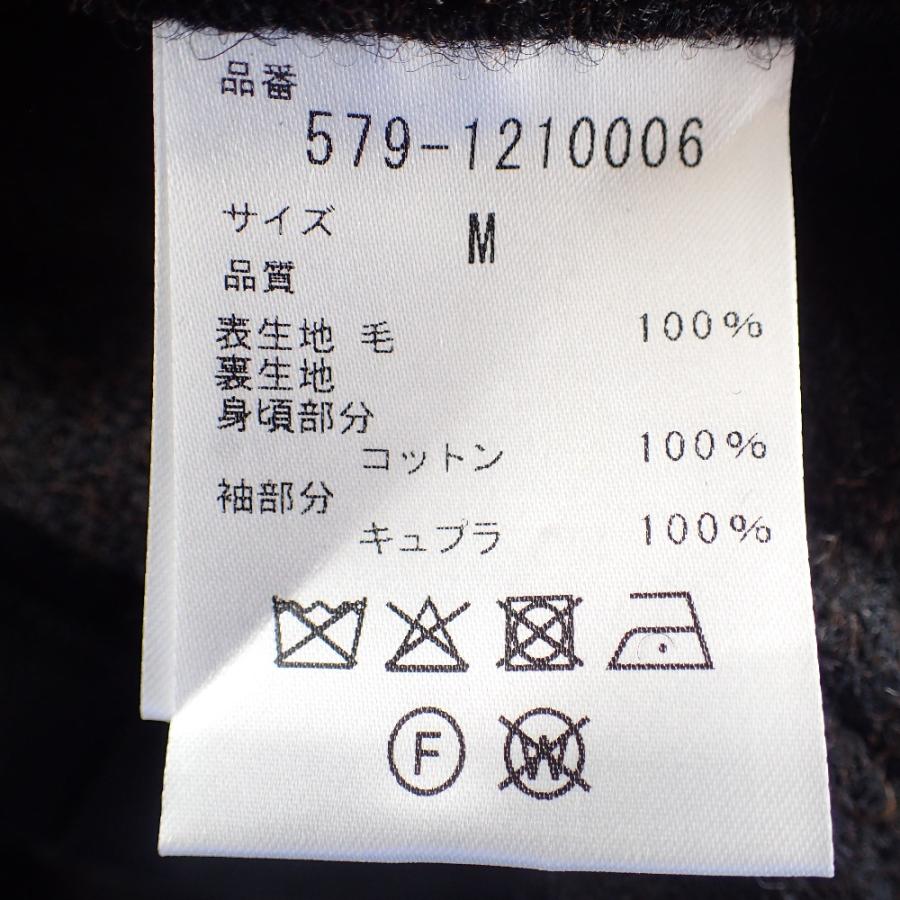 品番
579-1210006
サイズ M
品質
表生地 毛 100%
裏生地
身頃部分
コットン 100%
袖部分
キュプラ 100%
F W